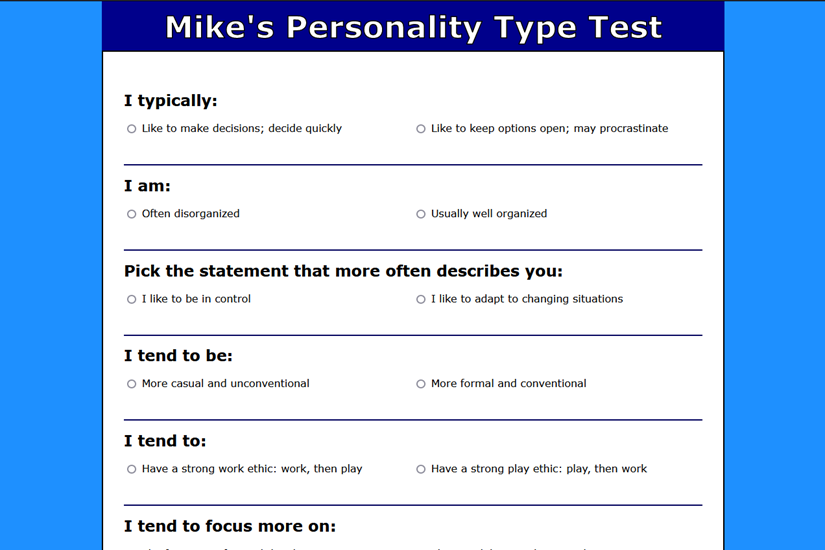 Mike's Personality Type Test
I typically:
Like to make decisions; decide quickly
Like to keep options open; may procrastinate
I am:
Often disorganized
Usually well organized
Pick the statement that more often describes you:
I like to be in control
I like to adapt to changing situations
I tend to be:
More casual and unconventional
More formal and conventional
I tend to:
Have a strong work ethic: work, then play
Have a strong play ethic: play, then work
I tend to focus more on: